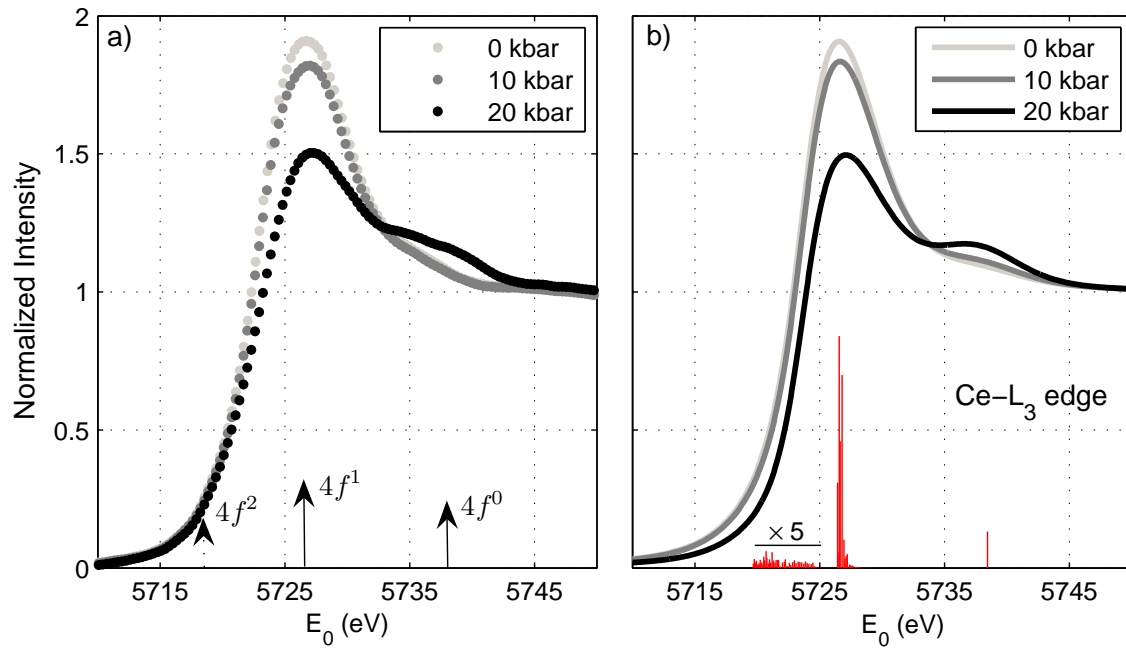 a)
0 kbar
10 kbar
20 kbar
Normalized Intensity
2
1.5
1
0.5
0
4f²
4f¹
4f⁰
5715 5725 5735 5745
E₀ (eV)
b)
0 kbar
10 kbar
20 kbar
Ce−L₃ edge
× 5
5715 5725 5735 5745
E₀ (eV)